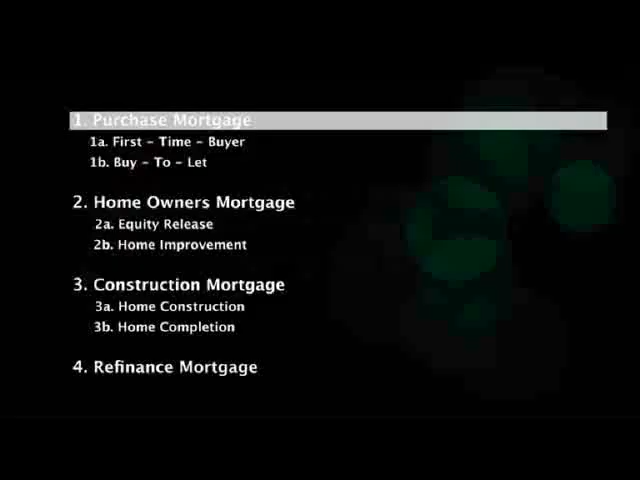 1. Purchase Mortgage
1a. First - Time - Buyer
1b. Buy - To - Let
2. Home Owners Mortgage
2a. Equity Release
2b. Home Improvement
3. Construction Mortgage
3a. Home Construction
3b. Home Completion
4. Refinance Mortgage